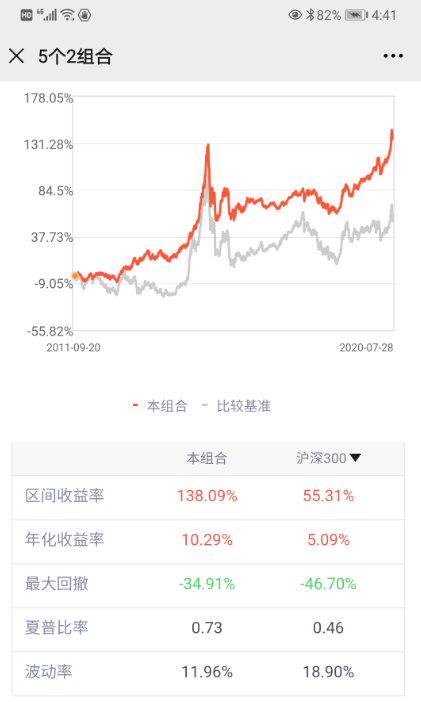 HD 4G 82% 4:41
5个2组合
178.05%
131.28%
84.5%
37.73%
-9.05%
-55.82%
2011-09-20 2020-07-28
本组合 比较基准
本组合 沪深300
区间收益率 138.09% 55.31%
年化收益率 10.29% 5.09%
最大回撤 -34.91% -46.70%
夏普比率 0.73 0.46
波动率 11.96% 18.90%